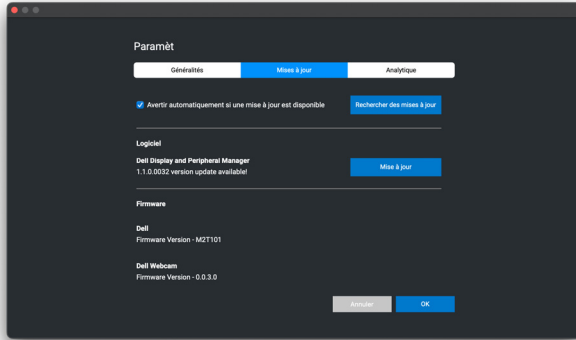 Paramèt
Généralités
Mises à jour
Analytique
Avertir automatiquement si une mise à jour est disponible
Rechercher des mises à jour
Logiciel
Dell Display and Peripheral Manager
1.1.0.0032 version update available!
Mise à jour
Firmware
Dell
Firmware Version - M2T101
Dell Webcam
Firmware Version - 0.0.3.0
Annuler
OK